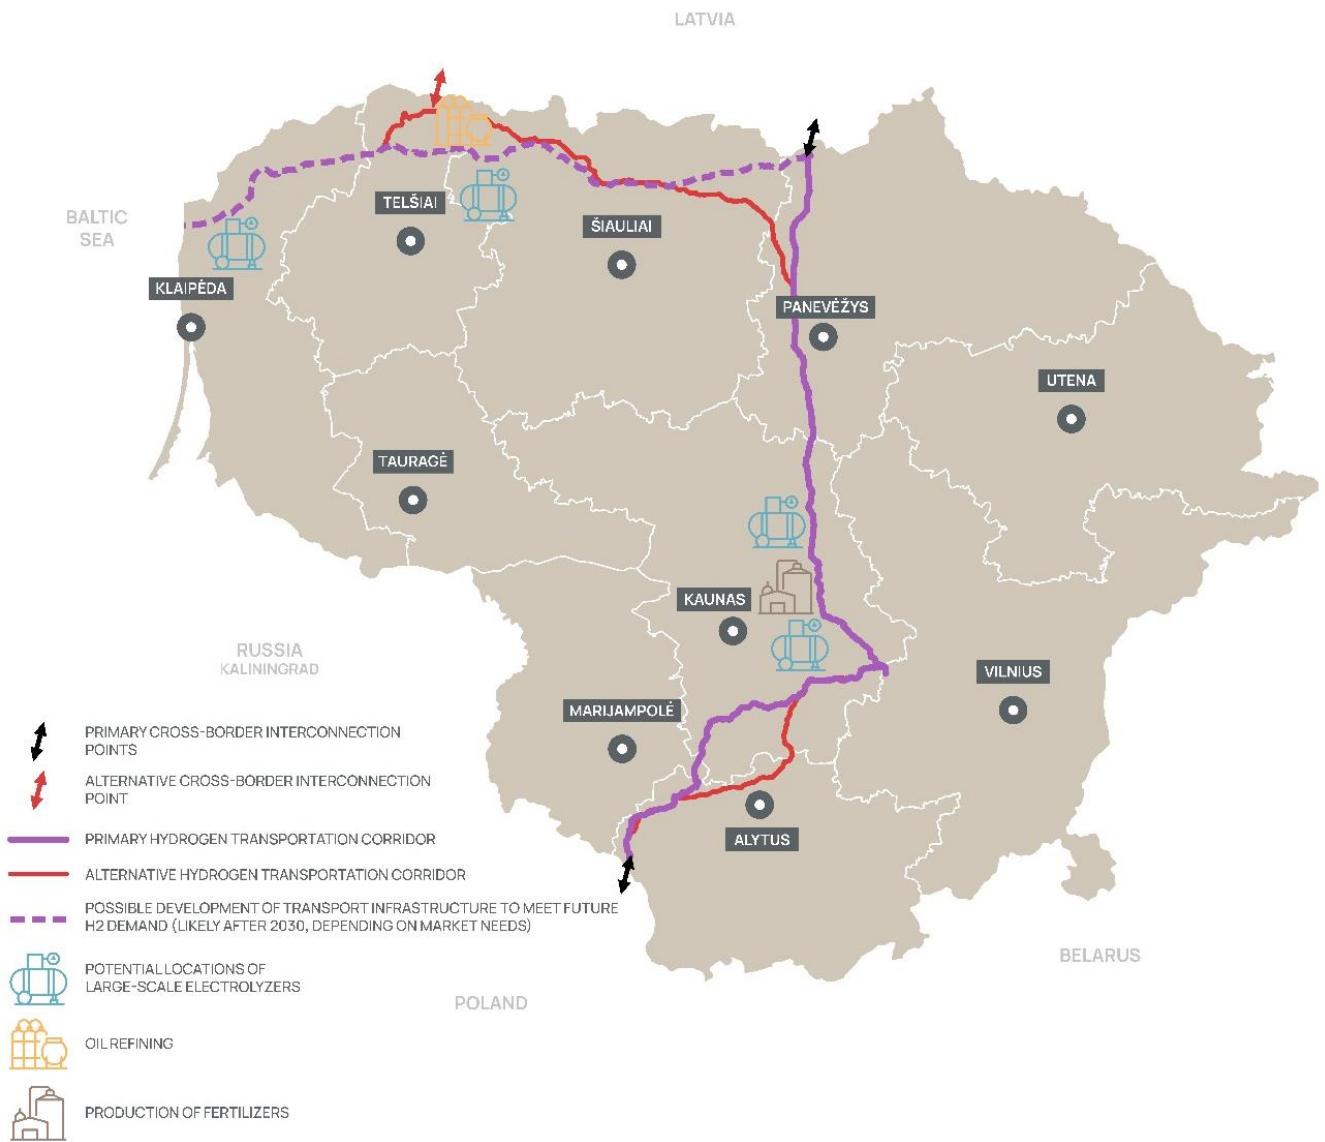 LATVIA
TELŠIAI
BALTIC
SEA
ŠIAULIAI
KLAIPĖDA
PANEVĖŽYS
UTENA
TAURAGĖ
KAUNAS
RUSSIA
KALININGRAD
VILNIUS
MARIJAMPOLĖ
PRIMARY CROSS-BORDER INTERCONNECTION
POINTS
ALTERNATIVE CROSS-BORDER INTERCONNECTION
POINT
PRIMARY HYDROGEN TRANSPORTATION CORRIDOR
ALYTUS
ALTERNATIVE HYDROGEN TRANSPORTATION CORRIDOR
POSSIBLE DEVELOPMENT OF TRANSPORT INFRASTRUCTURE TO MEET FUTURE
H2 DEMAND (LIKELY AFTER 2030, DEPENDING ON MARKET NEEDS)
BELARUS
POTENTIAL LOCATIONS OF
LARGE-SCALE ELECTROLYZERS
POLAND
OIL REFINING
PRODUCTION OF FERTILIZERS